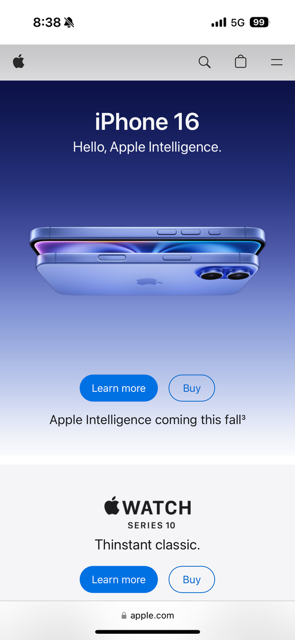 8:38 5G 99
iPhone 16
Hello, Apple Intelligence.
Learn more Buy
Apple Intelligence coming this fall³
WATCH
SERIES 10
Thinstant classic.
Learn more Buy
apple.com